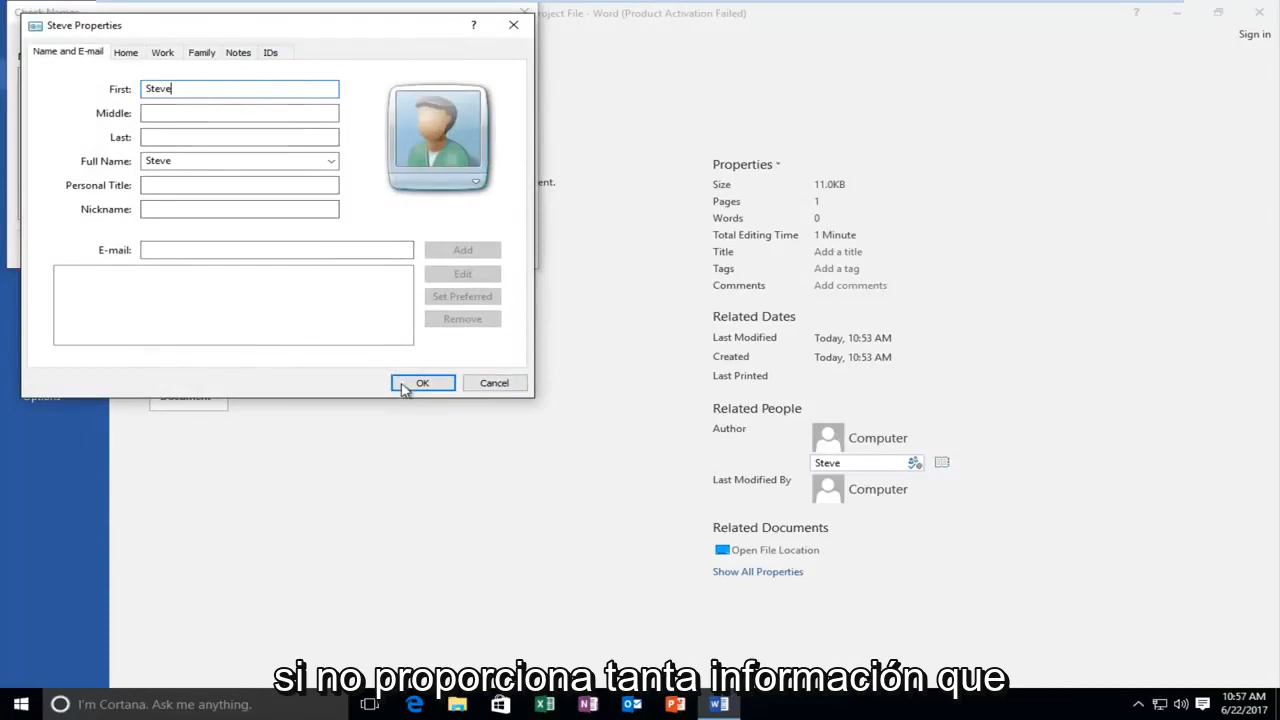 Project File - Word (Product Activation Failed)
?
Sign in
Steve Properties
?
Name and E-mail
Home
Work
Family
Notes
IDs
First:
Steve
Middle:
Last:
Full Name:
Steve
Personal Title:
Nickname:
E-mail:
Add
Edit
Set Preferred
Remove
OK
Cancel
ent.
Options
Document
Properties
Size 11.0KB
Pages 1
Words 0
Total Editing Time 1 Minute
Title Add a title
Tags Add a tag
Comments Add comments
Related Dates
Last Modified Today, 10:53 AM
Created Today, 10:53 AM
Last Printed
Related People
Author
Computer
Steve
Last Modified By
Computer
Related Documents
Open File Location
Show All Properties
si no proporciona tanta información que
I'm Cortana. Ask me anything.
10:57 AM
6/22/2017